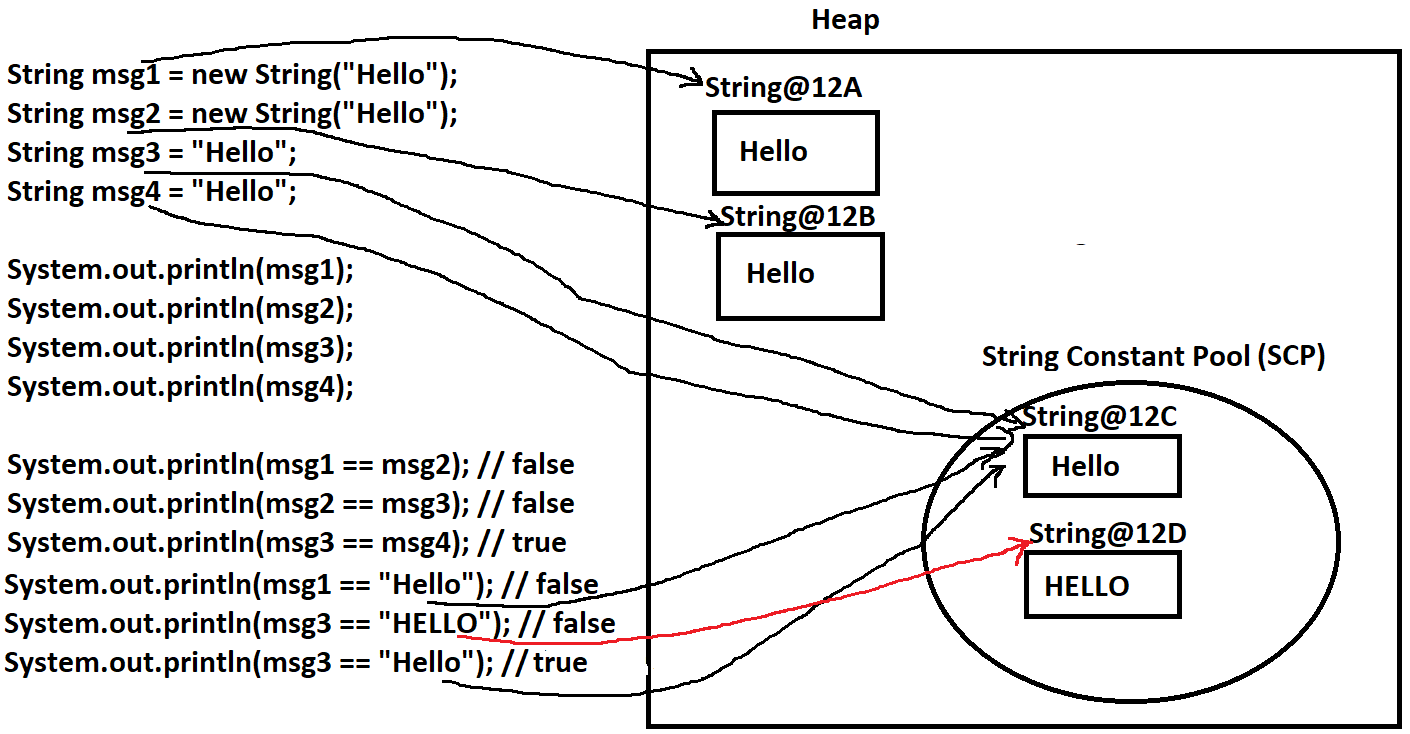 Heap
String msg1 = new String("Hello");
String msg2 = new String("Hello");
String msg3 = "Hello";
String msg4 = "Hello";
System.out.println(msg1);
System.out.println(msg2);
System.out.println(msg3);
System.out.println(msg4);
System.out.println(msg1 == msg2); // false
System.out.println(msg2 == msg3); // false
System.out.println(msg3 == msg4); // true
System.out.println(msg1 == "Hello"); // false
System.out.println(msg3 == "HELLO"); // false
System.out.println(msg3 == "Hello"); // true
String@12A
Hello
String@12B
Hello
String Constant Pool (SCP)
String@12C
Hello
String@12D
HELLO